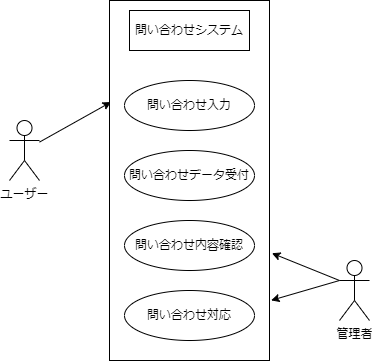 問い合わせシステム
問い合わせ入力
ユーザー
問い合わせデータ受付
問い合わせ内容確認
問い合わせ対応
管理者